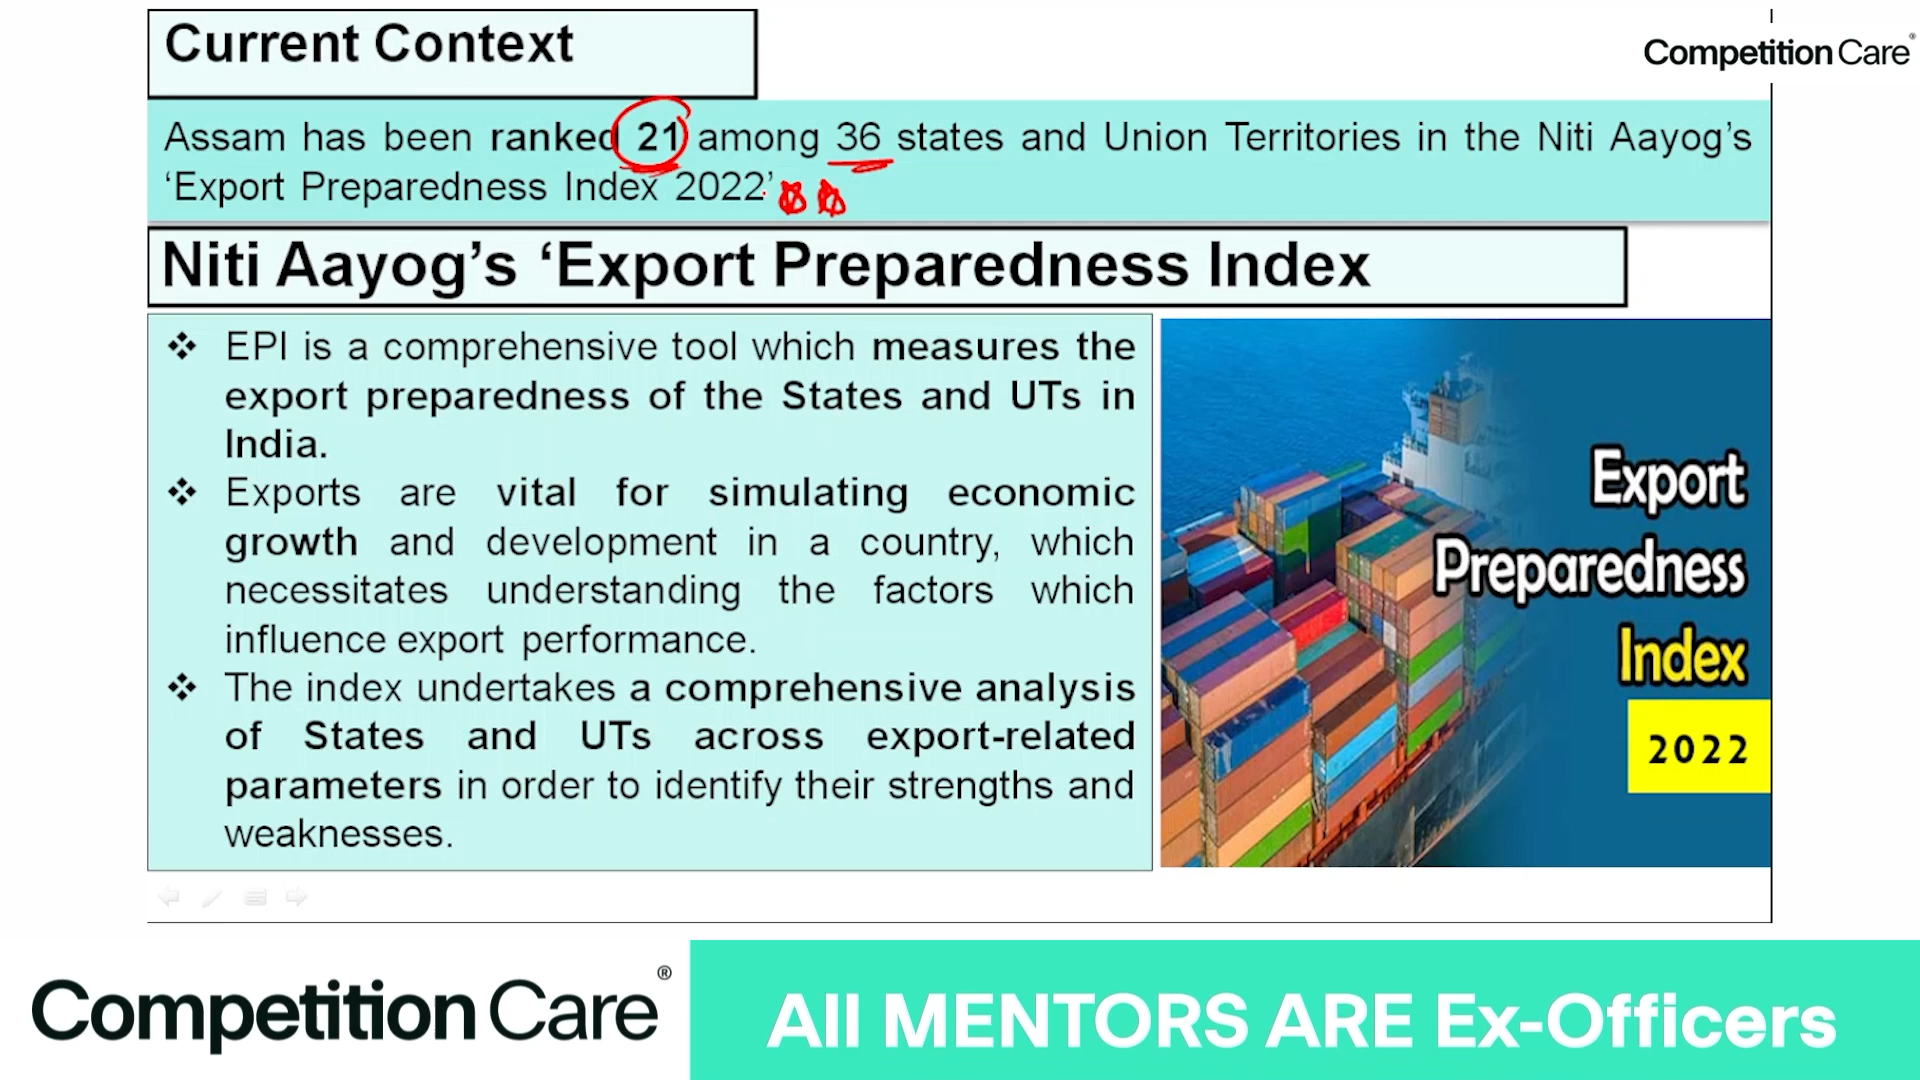 Current Context
CompetitionCare®
Assam has been ranked 21 among 36 states and Union Territories in the Niti Aayog’s
‘Export Preparedness Index 2022’
Niti Aayog’s ‘Export Preparedness Index
❖ EPI is a comprehensive tool which measures the
export preparedness of the States and UTs in
India.
❖ Exports are vital for simulating economic
growth and development in a country, which
necessitates understanding the factors which
influence export performance.
❖ The index undertakes a comprehensive analysis
of States and UTs across export-related
parameters in order to identify their strengths and
weaknesses.
Export
Preparedness
Index
2022
CompetitionCare®
All MENTORS ARE Ex-Officers